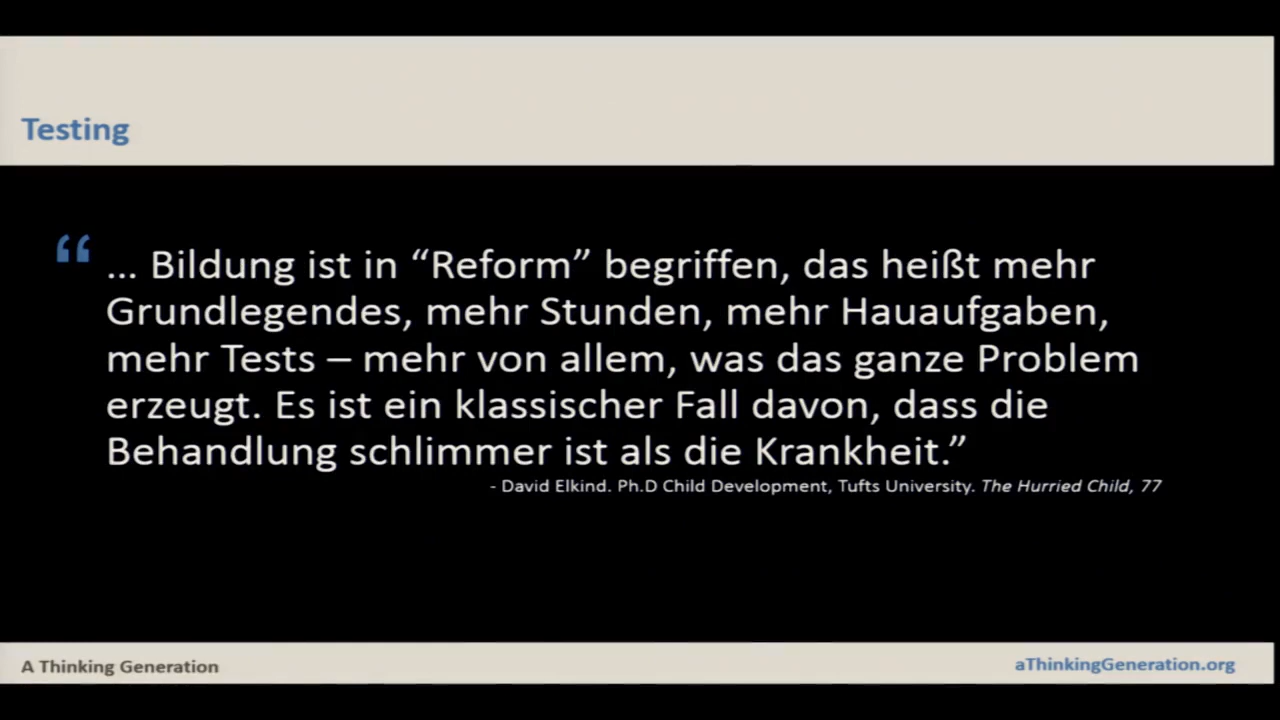 Testing
“ ... Bildung ist in “Reform” begriffen, das heißt mehr
Grundlegendes, mehr Stunden, mehr Hauaufgaben,
mehr Tests – mehr von allem, was das ganze Problem
erzeugt. Es ist ein klassischer Fall davon, dass die
Behandlung schlimmer ist als die Krankheit.”
- David Elkind. Ph.D Child Development, Tufts University. The Hurried Child, 77
A Thinking Generation
aThinkingGeneration.org